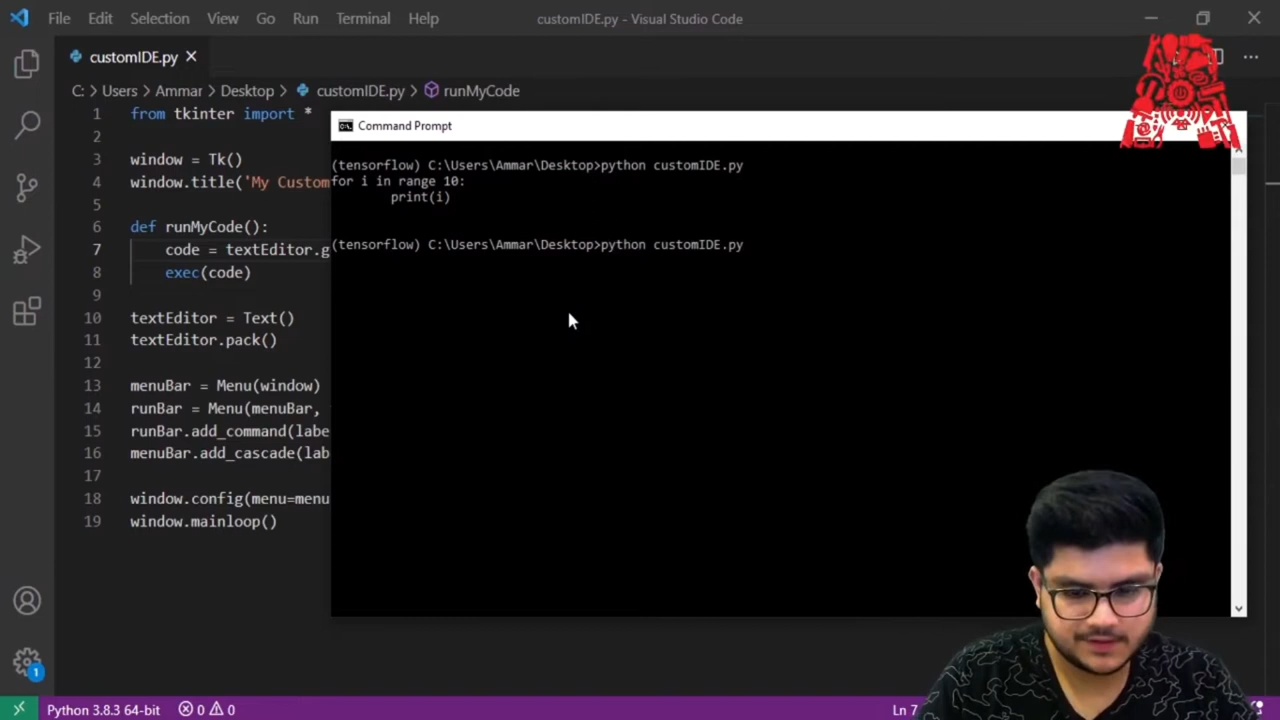 File Edit Selection View Go Run Terminal Help customIDE.py - Visual Studio Code
customIDE.py
C: > Users > Ammar > Desktop > customIDE.py > runMyCode
1 from tkinter import *
2
3 window = Tk()
4 window.title('My Custom
5
6 def runMyCode():
7 code = textEditor.g
8 exec(code)
9
10 textEditor = Text()
11 textEditor.pack()
12
13 menuBar = Menu(window)
14 runBar = Menu(menuBar,
15 runBar.add_command(labe
16 menuBar.add_cascade(lab
17
18 window.config(menu=menu
19 window.mainloop()
Command Prompt
(tensorflow) C:\Users\Ammar\Desktop>python customIDE.py
for i in range 10:
print(i)
(tensorflow) C:\Users\Ammar\Desktop>python customIDE.py
1
Python 3.8.3 64-bit 0 0 Ln 7